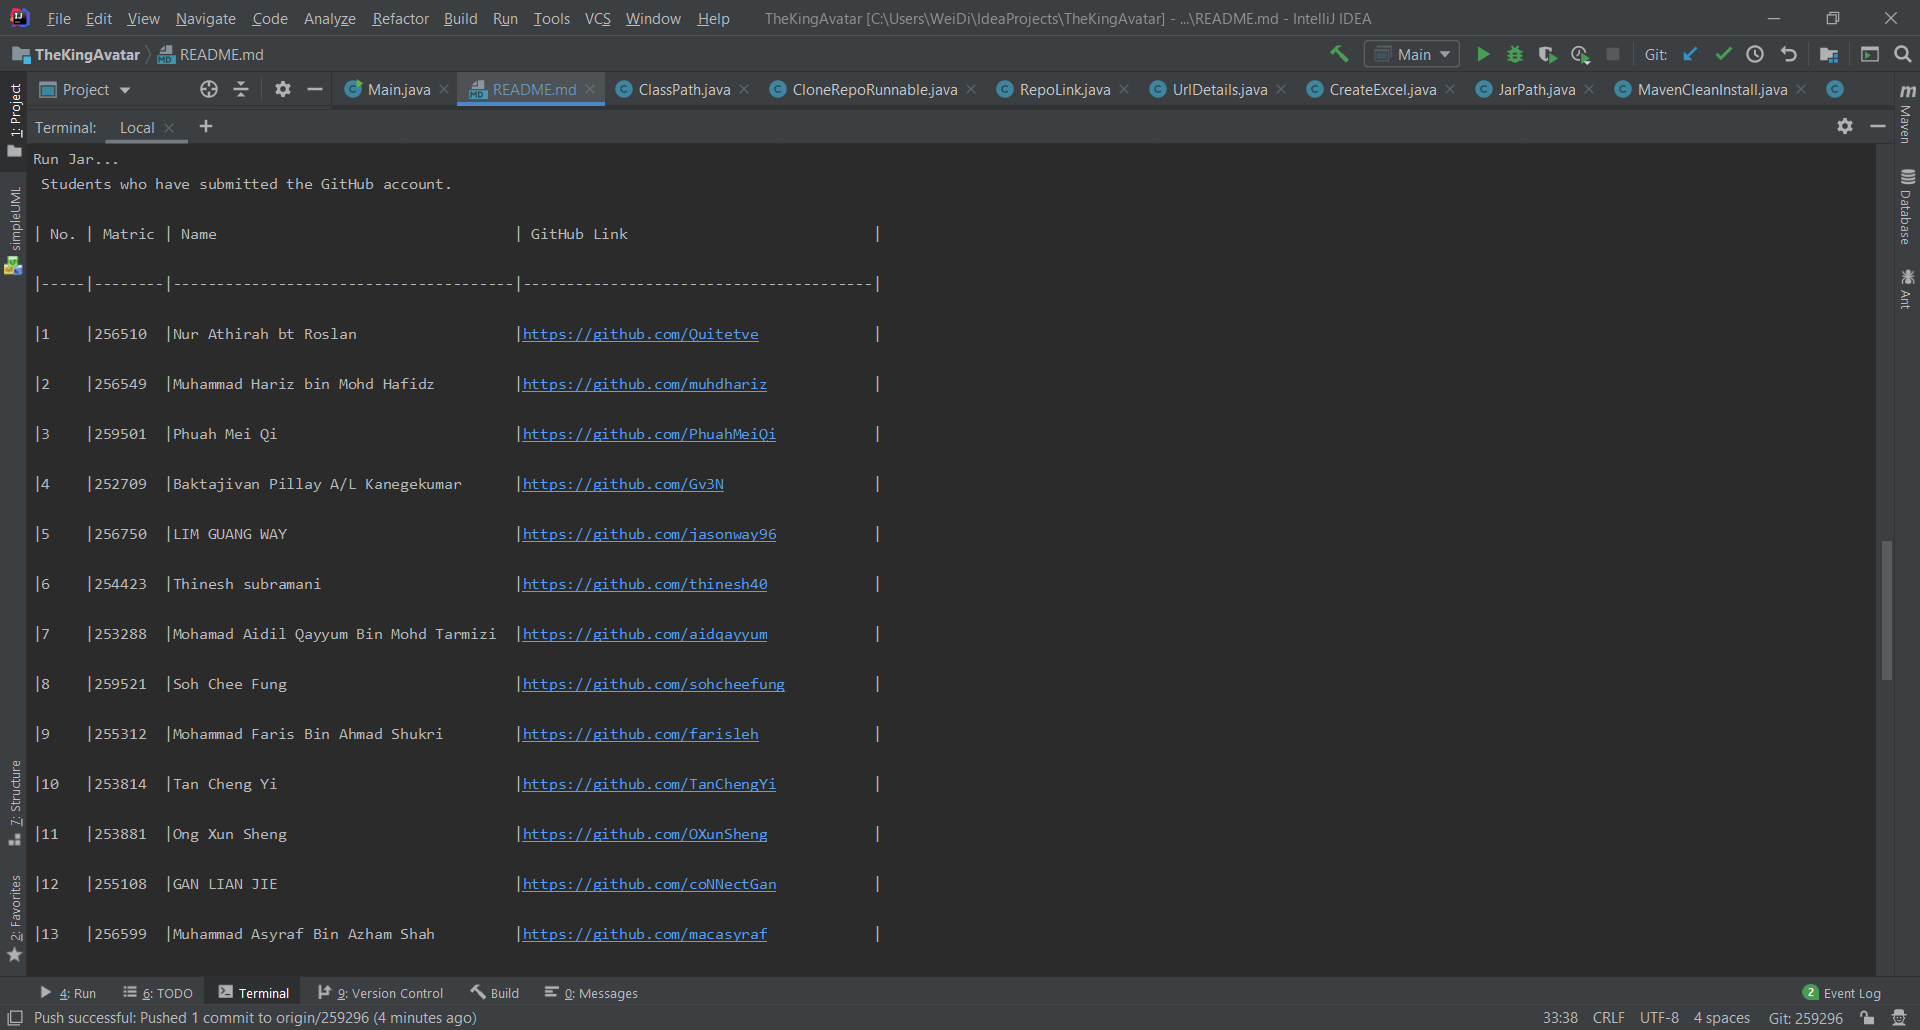 File Edit View Navigate Code Analyze Refactor Build Run Tools VCS Window Help TheKingAvatar [C:\Users\WeiDi\IdeaProjects\TheKingAvatar] - ...\README.md - IntelliJ IDEA
TheKingAvatar README.md Main Git:
Project Main.java README.md ClassPath.java CloneRepoRunnable.java RepoLink.java UrlDetails.java CreateExcel.java JarPath.java MavenCleanInstall.java
Terminal: Local +
Run Jar...
Students who have submitted the GitHub account.
| No. | Matric | Name | GitHub Link |
|-----|--------|---------------------------------------|----------------------------------------|
|1 |256510 |Nur Athirah bt Roslan |https://github.com/Quitetve |
|2 |256549 |Muhammad Hariz bin Mohd Hafidz |https://github.com/muhdhariz |
|3 |259501 |Phuah Mei Qi |https://github.com/PhuahMeiQi |
|4 |252709 |Baktajivan Pillay A/L Kanegekumar |https://github.com/Gv3N |
|5 |256750 |LIM GUANG WAY |https://github.com/jasonway96 |
|6 |254423 |Thinesh subramani |https://github.com/thinesh40 |
|7 |253288 |Mohamad Aidil Qayyum Bin Mohd Tarmizi |https://github.com/aidqayyum |
|8 |259521 |Soh Chee Fung |https://github.com/sohcheefung |
|9 |255312 |Mohammad Faris Bin Ahmad Shukri |https://github.com/farisleh |
|10 |253814 |Tan Cheng Yi |https://github.com/TanChengYi |
|11 |253881 |Ong Xun Sheng |https://github.com/OXunSheng |
|12 |255108 |GAN LIAN JIE |https://github.com/coNNectGan |
|13 |256599 |Muhammad Asyraf Bin Azham Shah |https://github.com/macasyraf |
1: Project
simpleUML
7: Structure
2: Favorites
Maven
Database
Ant
4: Run 6: TODO Terminal 9: Version Control Build 0: Messages 2 Event Log
Push successful: Pushed 1 commit to origin/259296 (4 minutes ago) 33:38 CRLF UTF-8 4 spaces Git: 259296